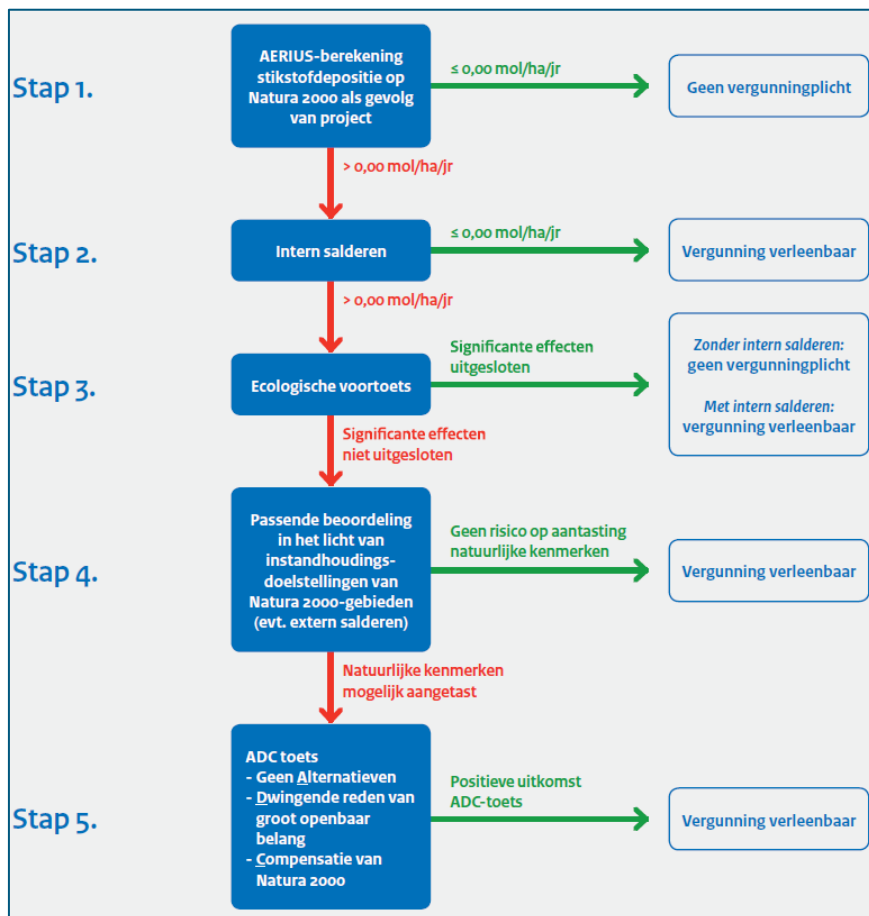 Stap 1.
AERIUS-berekening
stikstofdepositie op
Natura 2000 als gevolg
van project
≤ 0,00 mol/ha/jr
Geen vergunningplicht
> 0,00 mol/ha/jr
Stap 2.
Intern salderen
≤ 0,00 mol/ha/jr
Vergunning verleenbaar
> 0,00 mol/ha/jr
Stap 3.
Ecologische voortoets
Significante effecten
uitgesloten
Zonder intern salderen:
geen vergunningplicht
Met intern salderen:
vergunning verleenbaar
Significante effecten
niet uitgesloten
Stap 4.
Passende beoordeling
in het licht van
instandhoudings-
doelstellingen van
Natura 2000-gebieden
(evt. extern salderen)
Geen risico op aantasting
natuurlijke kenmerken
Vergunning verleenbaar
Natuurlijke kenmerken
mogelijk aangetast
Stap 5.
ADC toets
- Geen Alternatieven
- Dwingende reden van
groot openbaar
belang
- Compensatie van
Natura 2000
Positieve uitkomst
ADC-toets
Vergunning verleenbaar